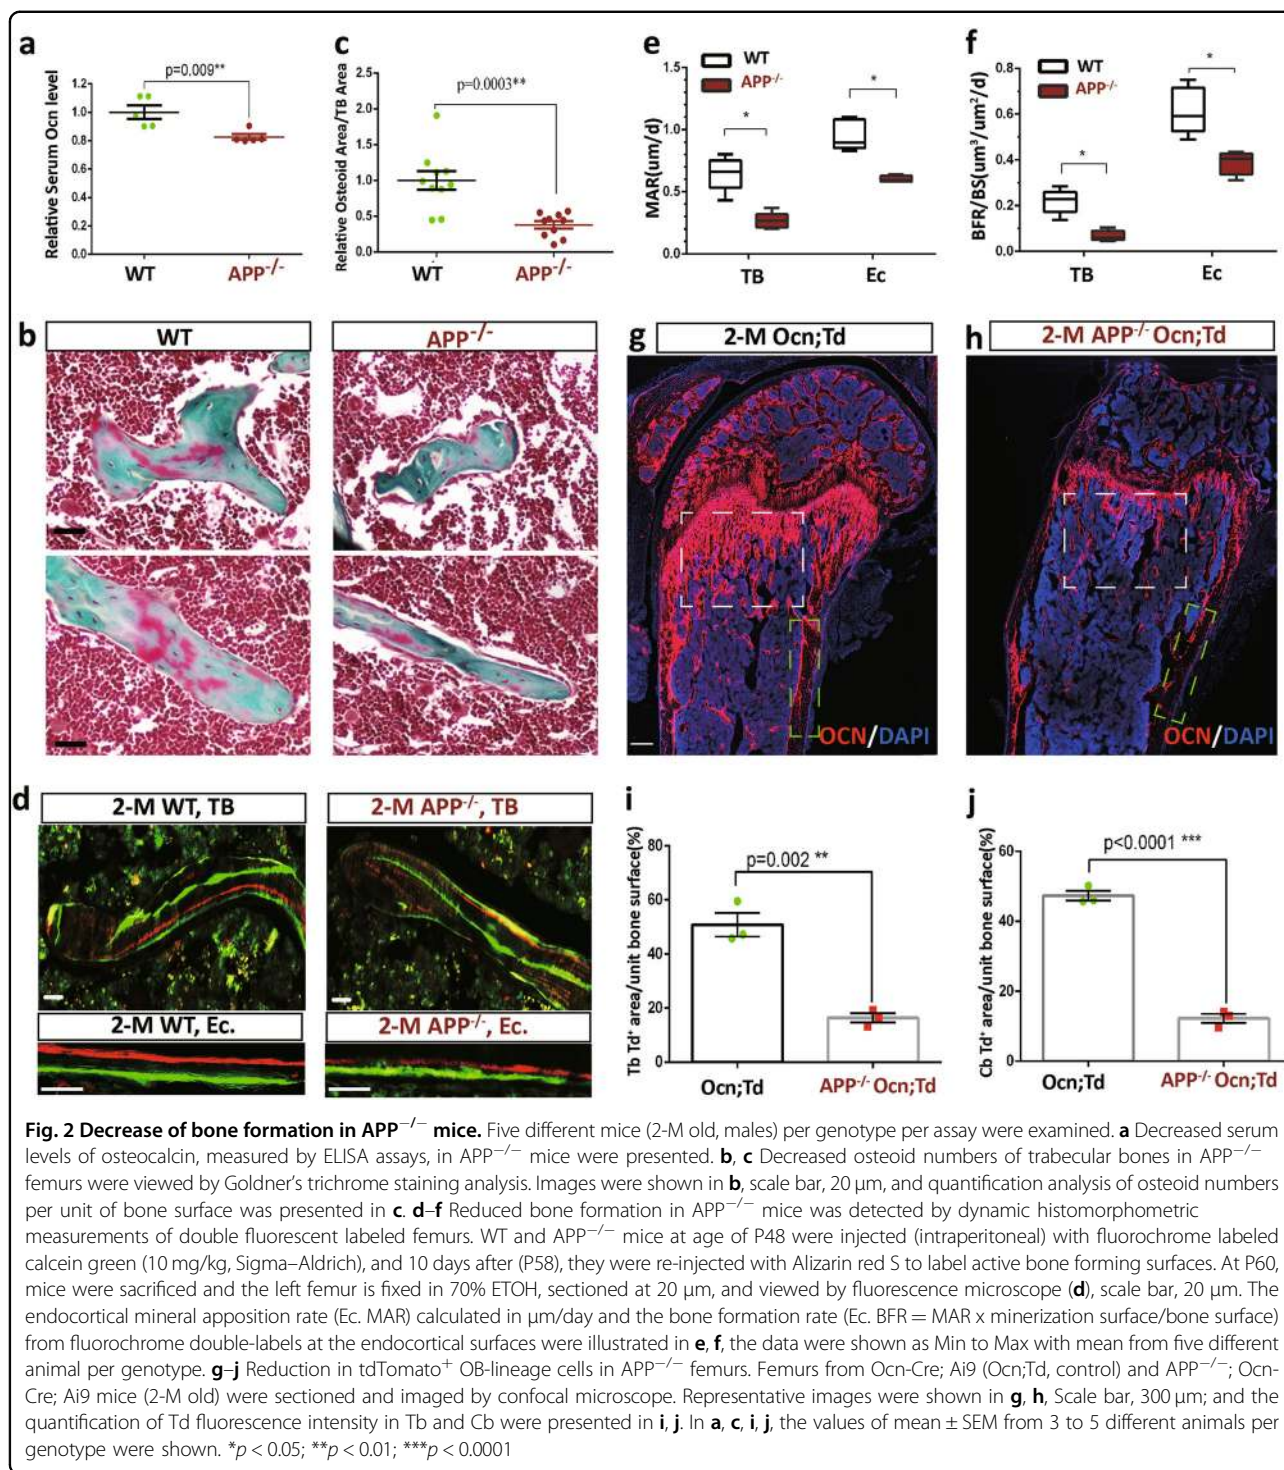 a
p=0.009**
Relative Serum Ocn level
1.2
1.0
0.8
0.6
0.4
0.2
0.0
WT
APP⁻/⁻
c
p=0.0003**
Relative Osteoid Area/TB Area
2.5
2.0
1.5
1.0
0.5
0.0
WT
APP⁻/⁻
e
WT
APP⁻/⁻
MAR(um/d)
1.5
1.0
0.5
0.0
*
*
TB
Ec
f
WT
APP⁻/⁻
BFR/BS(um³/um²/d)
0.8
0.6
0.4
0.2
0.0
*
*
TB
Ec
b
WT
APP⁻/⁻
g
2-M Ocn;Td
OCN/DAPI
h
2-M APP⁻/⁻ Ocn;Td
OCN/DAPI
d
2-M WT, TB
2-M APP⁻/⁻, TB
2-M WT, Ec.
2-M APP⁻/⁻, Ec.
i
Tb Td⁺ area/unit bone surface(%)
80
60
40
20
0
p=0.002 **
Ocn;Td
APP⁻/⁻ Ocn;Td
j
Cb Td⁺ area/unit bone surface(%)
60
40
20
0
p<0.0001 ***
Ocn;Td
APP⁻/⁻ Ocn;Td
Fig. 2 Decrease of bone formation in APP−/− mice. Five different mice (2-M old, males) per genotype per assay were examined. a Decreased serum
levels of osteocalcin, measured by ELISA assays, in APP−/− mice were presented. b, c Decreased osteoid numbers of trabecular bones in APP−/−
femurs were viewed by Goldner's trichrome staining analysis. Images were shown in b, scale bar, 20 µm, and quantification analysis of osteoid numbers
per unit of bone surface was presented in c. d–f Reduced bone formation in APP−/− mice was detected by dynamic histomorphometric
measurements of double fluorescent labeled femurs. WT and APP−/− mice at age of P48 were injected (intraperitoneal) with fluorochrome labeled
calcein green (10 mg/kg, Sigma–Aldrich), and 10 days after (P58), they were re-injected with Alizarin red S to label active bone forming surfaces. At P60,
mice were sacrificed and the left femur is fixed in 70% ETOH, sectioned at 20 µm, and viewed by fluorescence microscope (d), scale bar, 20 µm. The
endocortical mineral apposition rate (Ec. MAR) calculated in µm/day and the bone formation rate (Ec. BFR = MAR x minerization surface/bone surface)
from fluorochrome double-labels at the endocortical surfaces were illustrated in e, f, the data were shown as Min to Max with mean from five different
animal per genotype. g–j Reduction in tdTomato+ OB-lineage cells in APP−/− femurs. Femurs from Ocn-Cre; Ai9 (Ocn;Td, control) and APP−/−; Ocn-
Cre; Ai9 mice (2-M old) were sectioned and imaged by confocal microscope. Representative images were shown in g, h, Scale bar, 300 µm; and the
quantification of Td fluorescence intensity in Tb and Cb were presented in i, j. In a, c, i, j, the values of mean ± SEM from 3 to 5 different animals per
genotype were shown. *p < 0.05; **p < 0.01; ***p < 0.0001